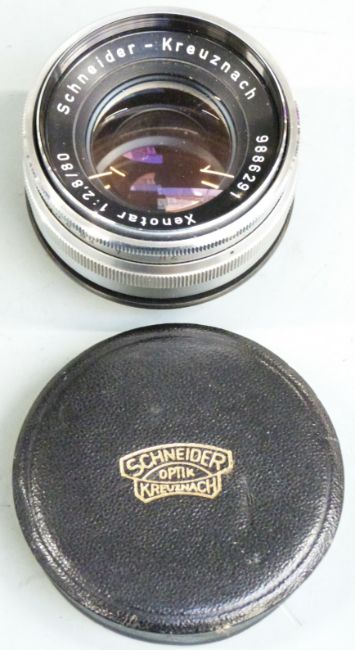 Schneider - Kreuznach
9886291
Xenotar 1:2,8/80
SCHNEIDER
OPTIK
KREUZNACH